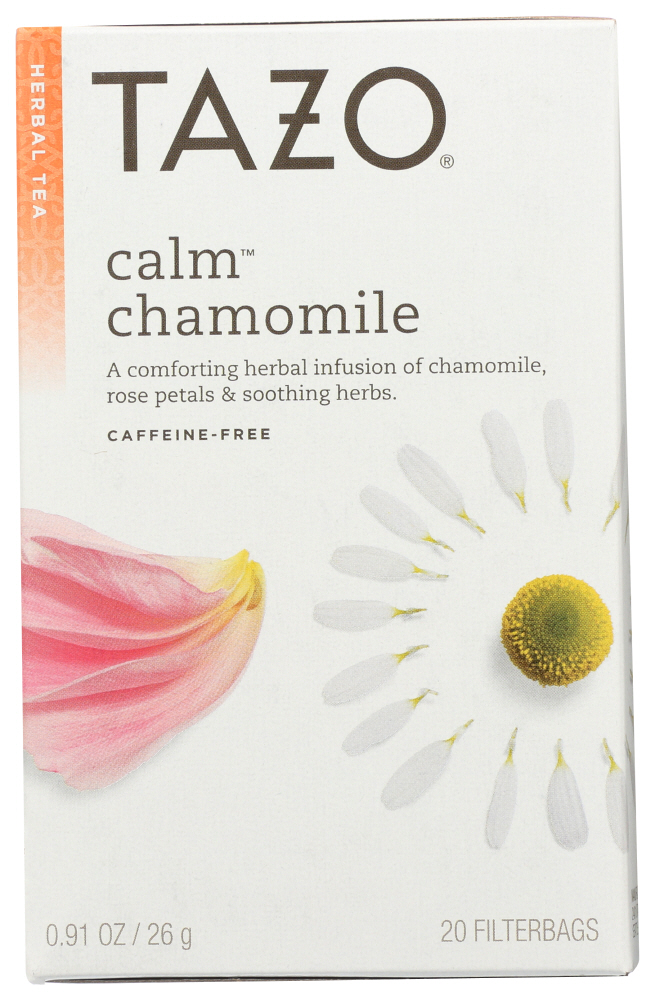 HERBAL TEA
TAZO®
calm™
chamomile
A comforting herbal infusion of chamomile,
rose petals & soothing herbs.
CAFFEINE-FREE
0.91 OZ / 26 g
20 FILTERBAGS